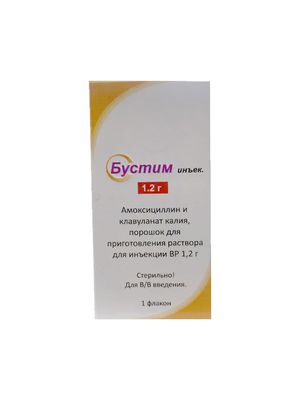 Бустим инъек.
1.2 г
Амоксициллин и
клавуланат калия,
порошок для
приготовления раствора
для инъекции ВР 1,2 г
Стерильно!
Для В/В введения.
1 флакон